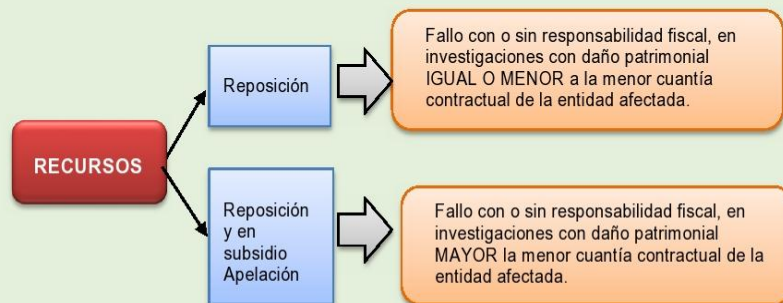 RECURSOS
Reposición
Fallo con o sin responsabilidad fiscal, en
investigaciones con daño patrimonial
IGUAL O MENOR a la menor cuantía
contractual de la entidad afectada.
Reposición
y en
subsidio
Apelación
Fallo con o sin responsabilidad fiscal, en
investigaciones con daño patrimonial
MAYOR la menor cuantía contractual de la
entidad afectada.